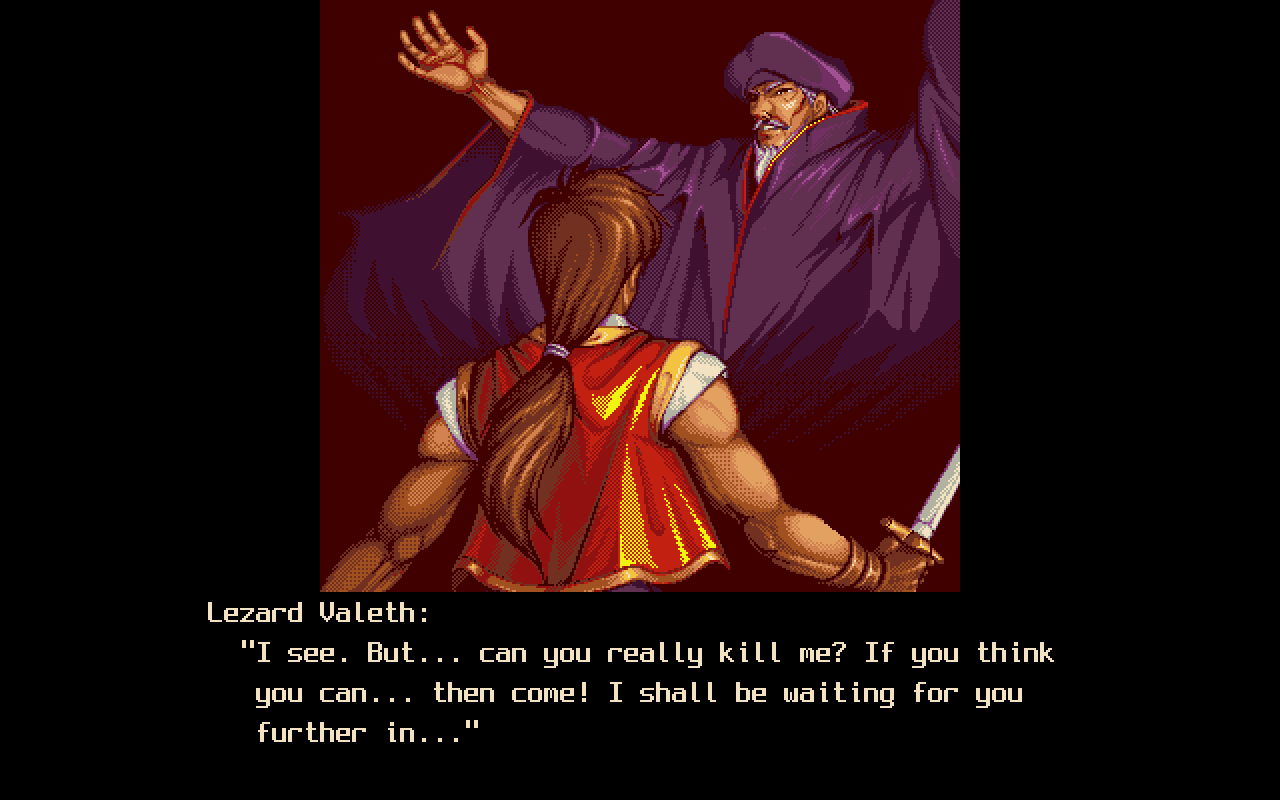 Lezard Valeth:
"I see. But... can you really kill me? If you think
you can... then come! I shall be waiting for you
further in..."